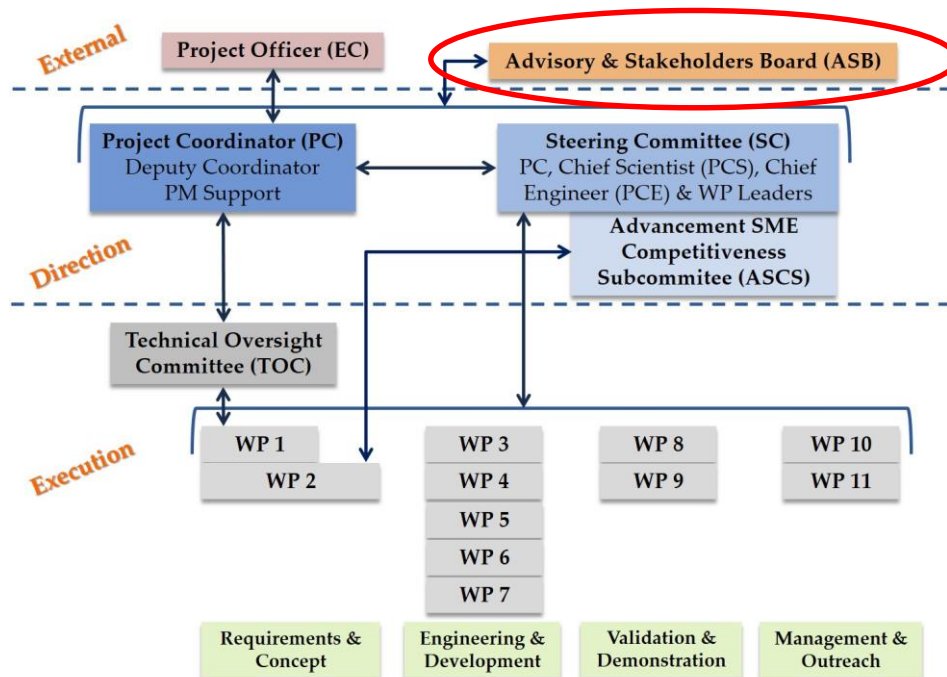 External
Project Officer (EC)
Advisory & Stakeholders Board (ASB)
Project Coordinator (PC)
Deputy Coordinator
PM Support
Steering Committee (SC)
PC, Chief Scientist (PCS), Chief
Engineer (PCE) & WP Leaders
Advancement SME
Competitiveness
Subcommitee (ASCS)
Direction
Technical Oversight
Committee (TOC)
Execution
WP 1
WP 2
WP 3
WP 4
WP 5
WP 6
WP 7
WP 8
WP 9
WP 10
WP 11
Requirements &
Concept
Engineering &
Development
Validation &
Demonstration
Management &
Outreach